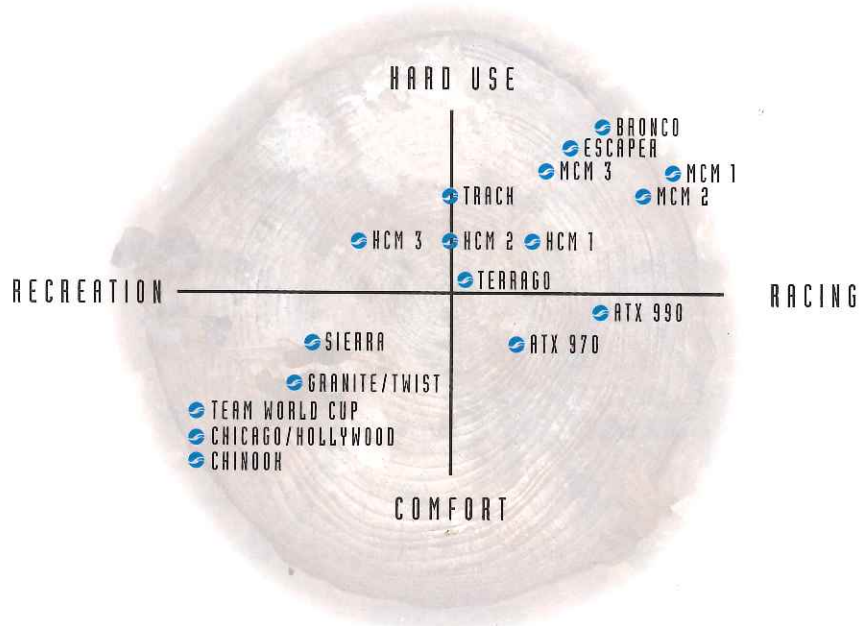 HARD USE
BRONCO
ESCAPER
MCM 3
MCM 1
TRACK
MCM 2
HCM 3
HCM 2
HCM 1
TERRAGO
RECREATION
RACING
ATX 990
SIERRA
ATX 970
GRANITE/TWIST
TEAM WORLD CUP
CHICAGO/HOLLYWOOD
CHINOOK
COMFORT